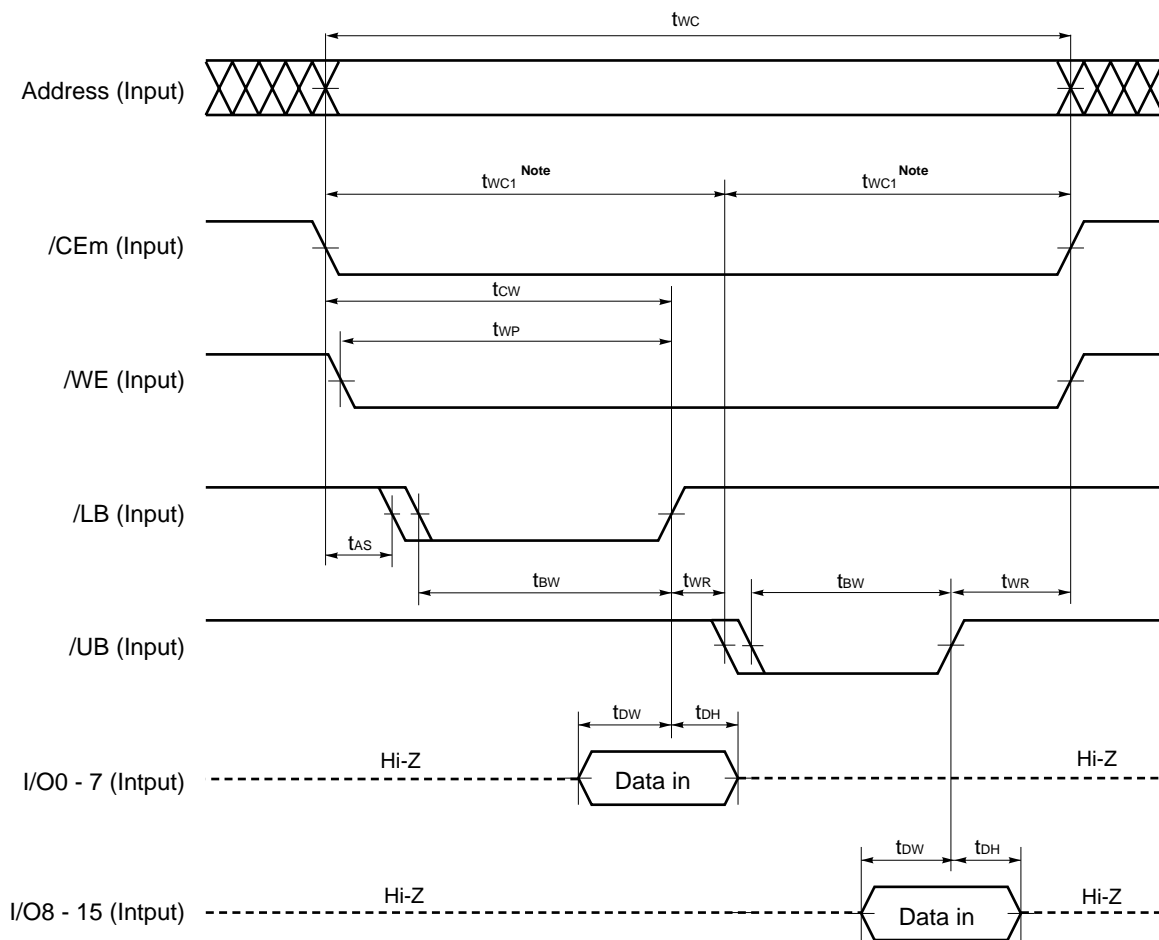 tWC
Address (Input)
tWC1 Note tWC1 Note
/CEm (Input)
tCW
tWP
/WE (Input)
/LB (Input)
tAS
tBW tWR tBW tWR
/UB (Input)
tDW tDH
Hi-Z Hi-Z
I/O0 - 7 (Intput) Data in
tDW tDH
Hi-Z Hi-Z
I/O8 - 15 (Intput) Data in